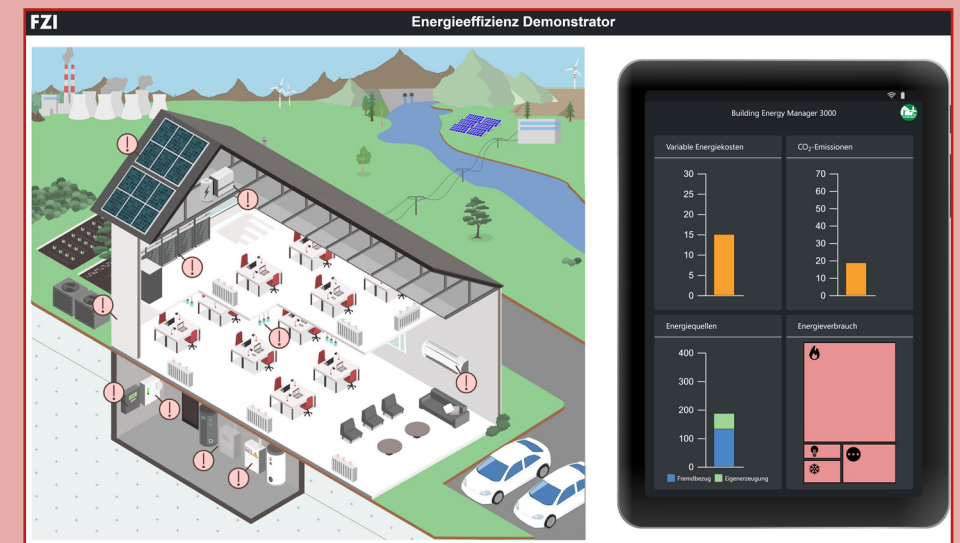 FZI
Energieeffizienz Demonstrator
Building Energy Manager 3000
Variable Energiekosten
30
25
20
15
10
5
0
CO₂-Emissionen
70
60
50
40
30
20
10
0
Energiequellen
400
300
200
100
0
Fremdbezug
Eigenerzeugung
Energieverbrauch